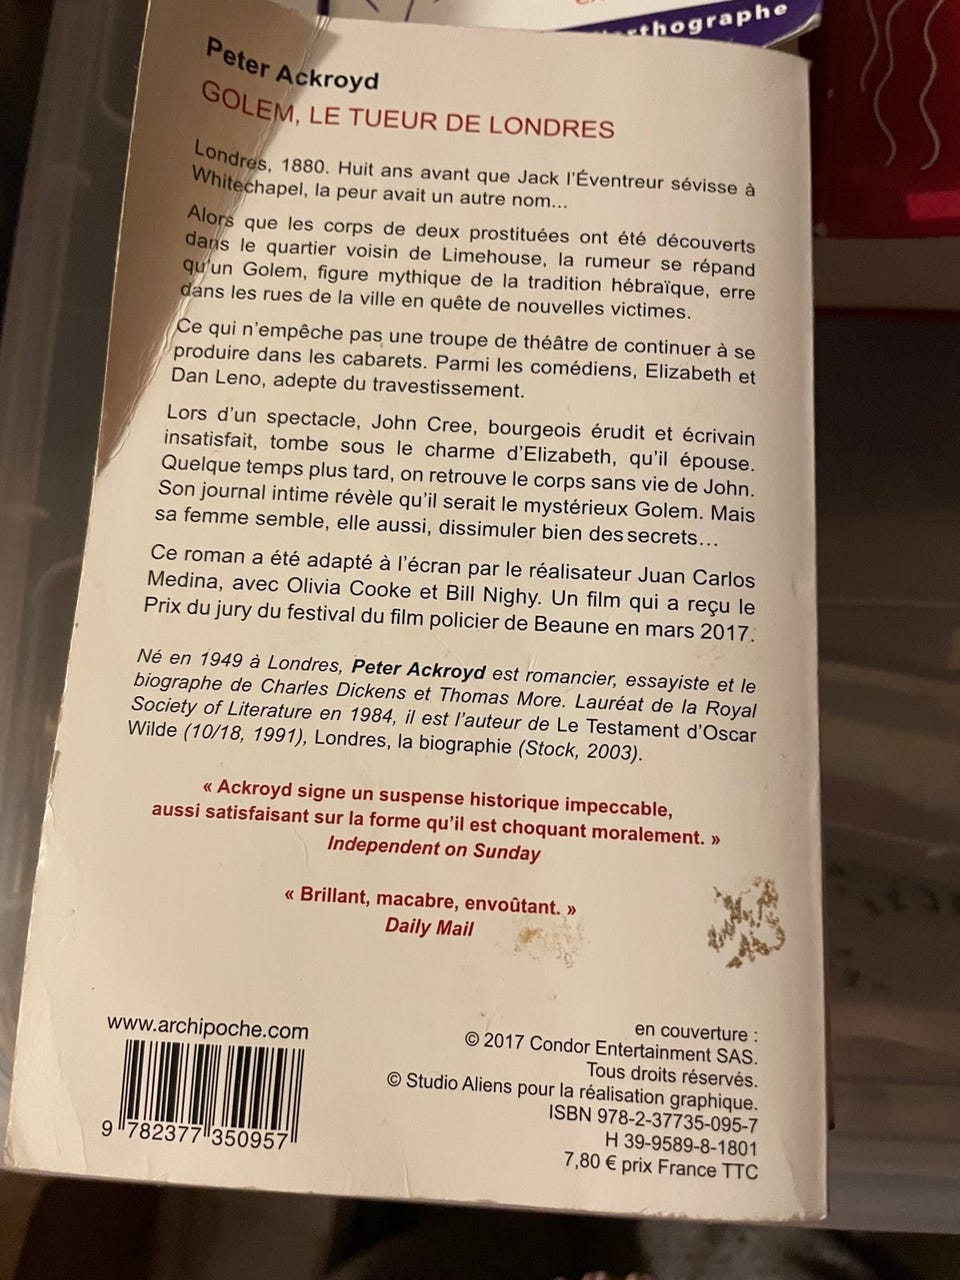 orthographe
Peter Ackroyd
GOLEM, LE TUEUR DE LONDRES
Londres, 1880. Huit ans avant que Jack l'Éventreur sévisse à
Whitechapel, la peur avait un autre nom...
Alors que les corps de deux prostituées ont été découverts
dans le quartier voisin de Limehouse, la rumeur se répand
qu'un Golem, figure mythique de la tradition hébraïque, erre
dans les rues de la ville en quête de nouvelles victimes.
Ce qui n'empêche pas une troupe de théâtre de continuer à se
produire dans les cabarets. Parmi les comédiens, Elizabeth et
Dan Leno, adepte du travestissement.
Lors d'un spectacle, John Cree, bourgeois érudit et écrivain
insatisfait, tombe sous le charme d'Elizabeth, qu'il épouse.
Quelque temps plus tard, on retrouve le corps sans vie de John.
Son journal intime révèle qu'il serait le mystérieux Golem. Mais
sa femme semble, elle aussi, dissimuler bien des secrets...
Ce roman a été adapté à l'écran par le réalisateur Juan Carlos
Medina, avec Olivia Cooke et Bill Nighy. Un film qui a reçu le
Prix du jury du festival du film policier de Beaune en mars 2017.
Né en 1949 à Londres, Peter Ackroyd est romancier, essayiste et le
biographe de Charles Dickens et Thomas More. Lauréat de la Royal
Society of Literature en 1984, il est l'auteur de Le Testament d'Oscar
Wilde (10/18, 1991), Londres, la biographie (Stock, 2003).
« Ackroyd signe un suspense historique impeccable,
aussi satisfaisant sur la forme qu'il est choquant moralement. »
Independent on Sunday
« Brillant, macabre, envoûtant. »
Daily Mail
www.archipoche.com
9 782377 350957
en couverture :
© 2017 Condor Entertainment SAS.
Tous droits réservés.
© Studio Aliens pour la réalisation graphique.
ISBN 978-2-37735-095-7
H 39-9589-8-1801
7,80 € prix France TTC